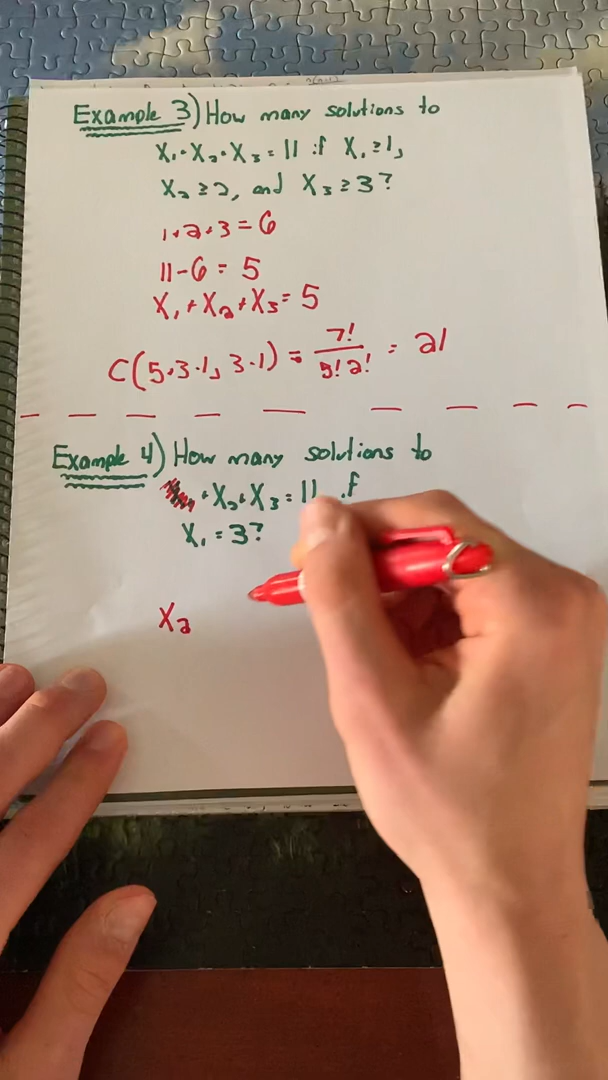 Example 3) How many solutions to
X₁+X₂+X₃=11 if X₁≥1,
X₂≥2, and X₃≥3?
1+2+3=6
11-6=5
X₁+X₂+X₃=5
C(5+3-1, 3-1) = 7!/5!2! = 21
Example 4) How many solutions to
+X₂+X₃=11 if
X₁=3?
X₂